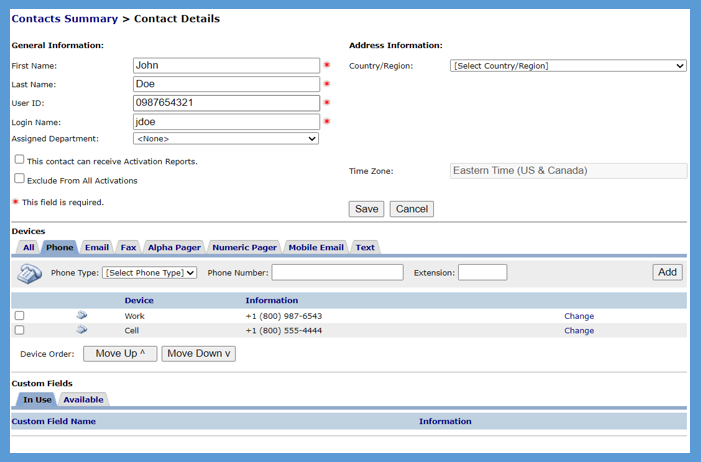 Contacts Summary > Contact Details
General Information:
Address Information:
First Name: John *
Country/Region: [Select Country/Region]
Last Name: Doe *
User ID: 0987654321 *
Login Name: jdoe *
Assigned Department: <None>
This contact can receive Activation Reports.
Time Zone: Eastern Time (US & Canada)
Exclude From All Activations
* This field is required.
Save Cancel
Devices
All Phone Email Fax Alpha Pager Numeric Pager Mobile Email Text
Phone Type: [Select Phone Type] Phone Number: Extension: Add
Device Information
Work +1 (800) 987-6543 Change
Cell +1 (800) 555-4444 Change
Device Order: Move Up ^ Move Down v
Custom Fields
In Use Available
Custom Field Name Information